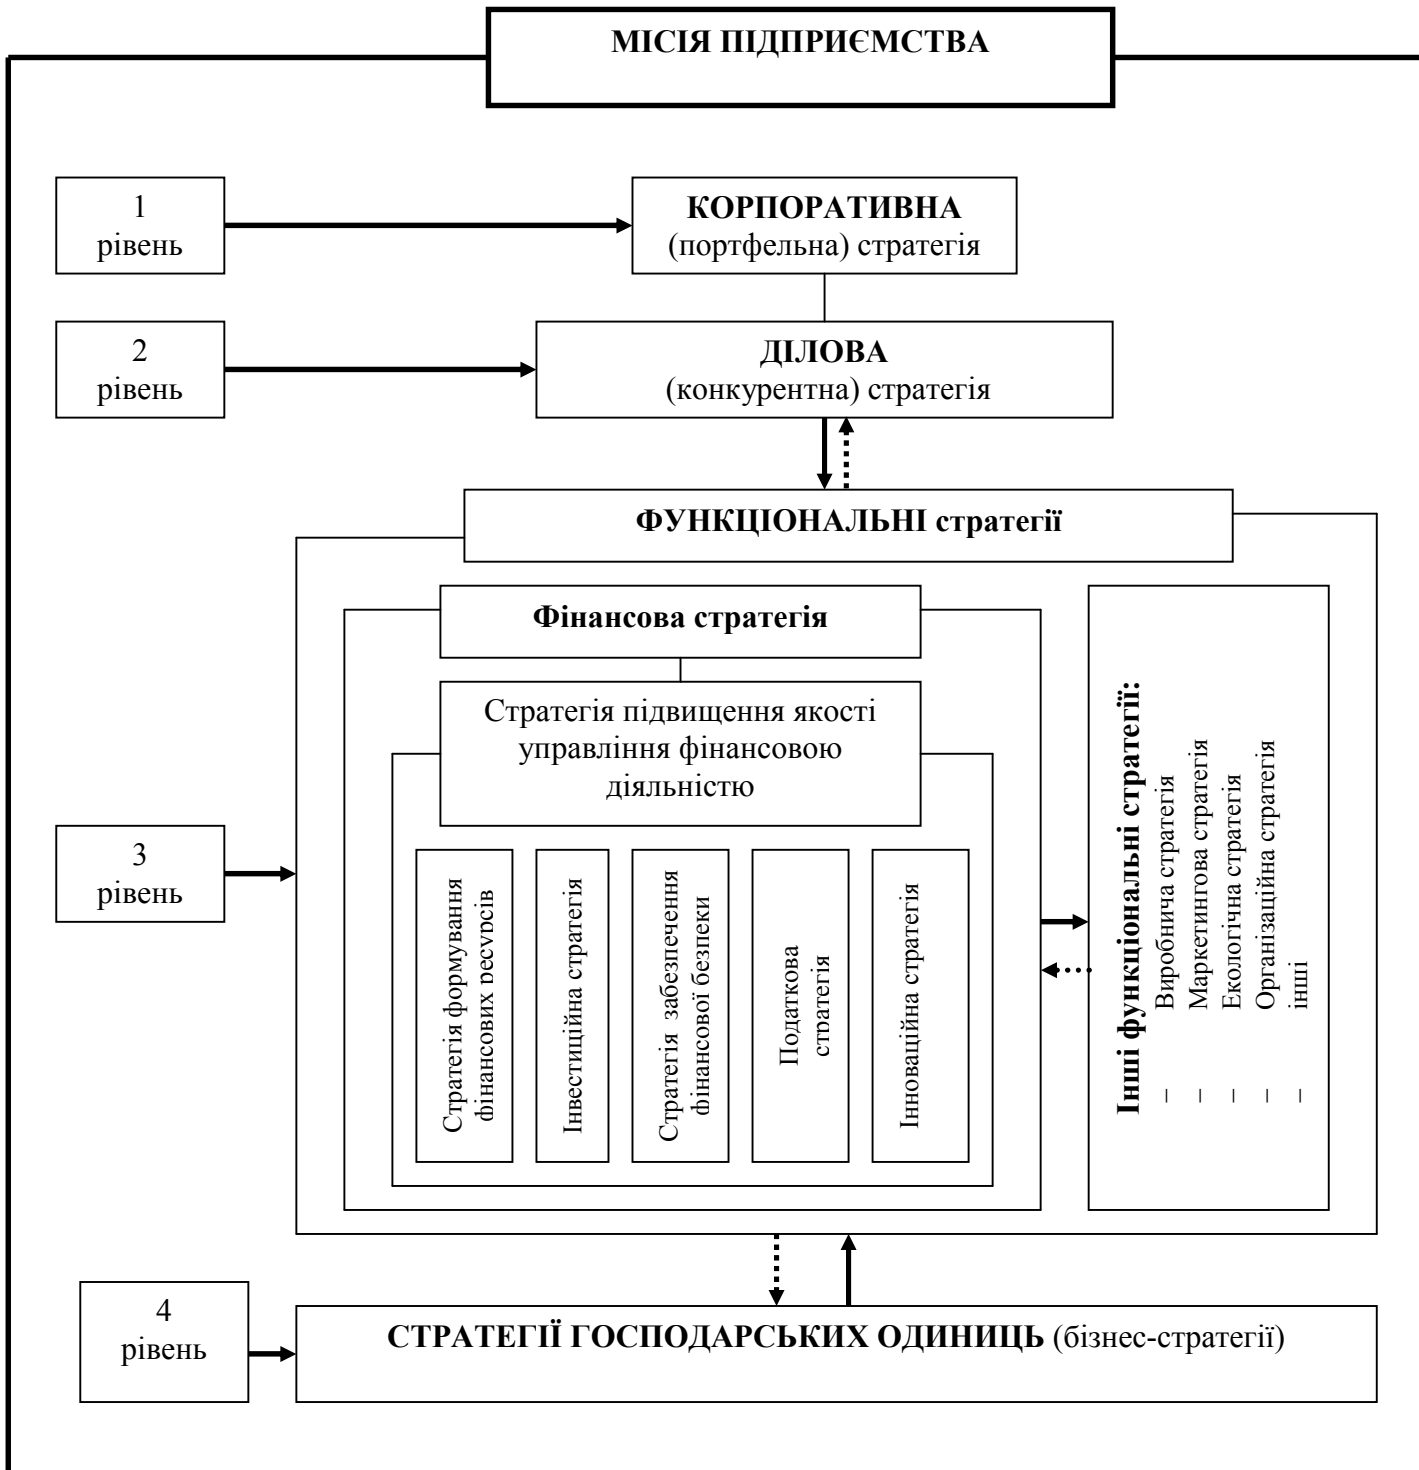 МІСІЯ ПІДПРИЄМСТВА
1
рівень
КОРПОРАТИВНА
(портфельна) стратегія
2
рівень
ДІЛОВА
(конкурентна) стратегія
ФУНКЦІОНАЛЬНІ стратегії
Фінансова стратегія
Стратегія підвищення якості
управління фінансовою
діяльністю
3
рівень
Стратегія формування
фінансових ресурсів
Інвестиційна стратегія
Стратегія забезпечення
фінансової безпеки
Податкова
стратегія
Інноваційна стратегія
Інші функціональні стратегії:
– Виробнича стратегія
– Маркетингова стратегія
– Екологічна стратегія
– Організаційна стратегія
– інші
4
рівень
СТРАТЕГІЇ ГОСПОДАРСЬКИХ ОДИНИЦЬ (бізнес-стратегії)